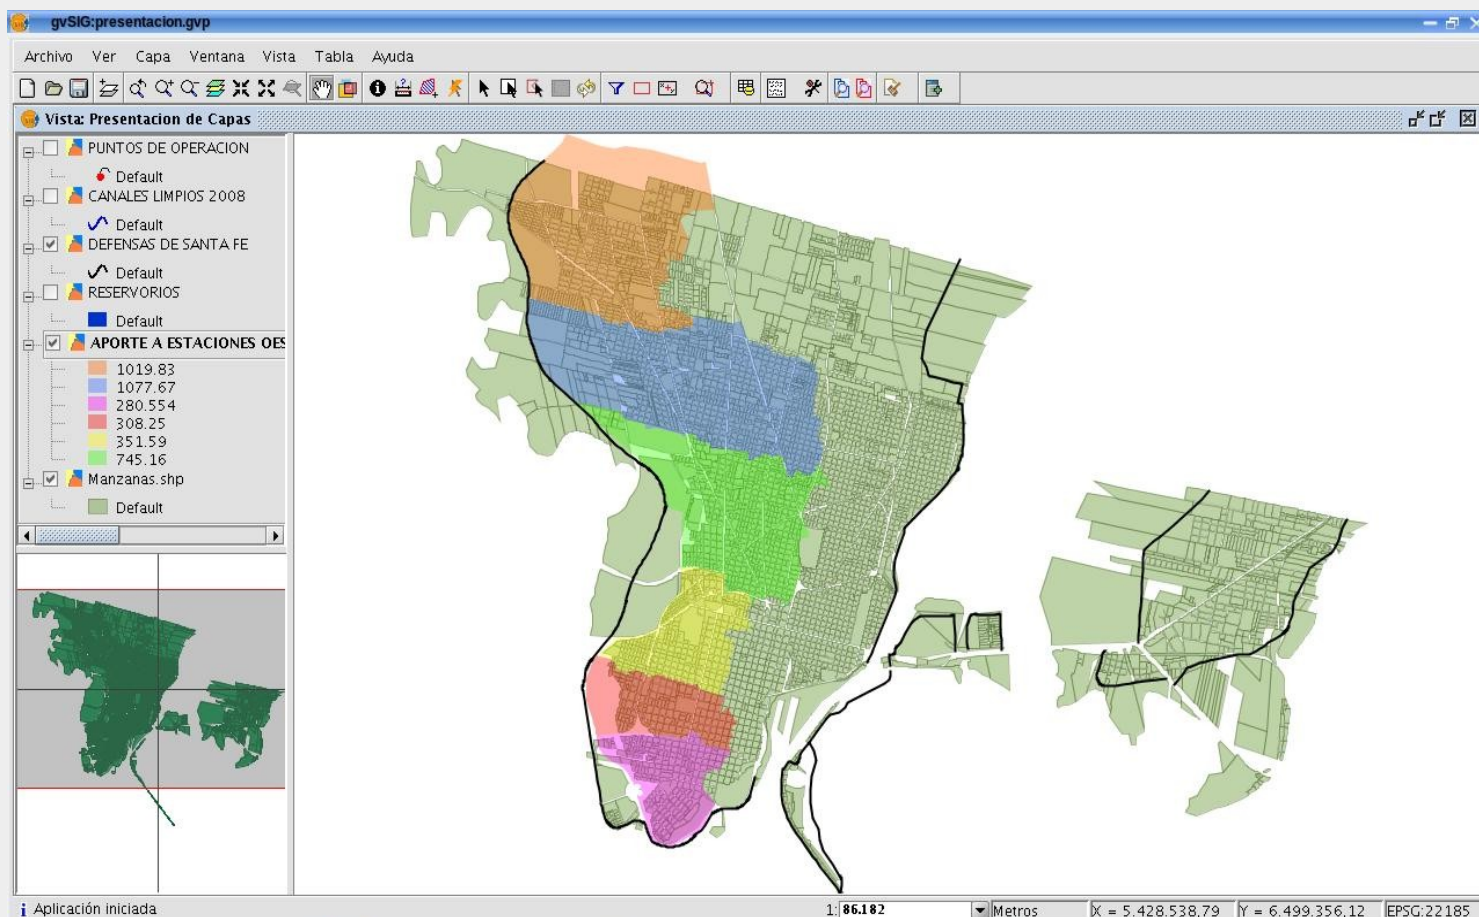 gvSIG:presentacion.gvp
Archivo Ver Capa Ventana Vista Tabla Ayuda
Vista: Presentacion de Capas
PUNTOS DE OPERACION
Default
CANALES LIMPIOS 2008
Default
DEFENSAS DE SANTA FE
Default
RESERVORIOS
Default
APORTE A ESTACIONES OES
1019.83
1077.67
280.554
308.25
351.59
745.16
Manzanas.shp
Default
Aplicación iniciada 1: 86.182 Metros X = 5.428.538,79 Y = 6.499.356,12 EPSG:22185